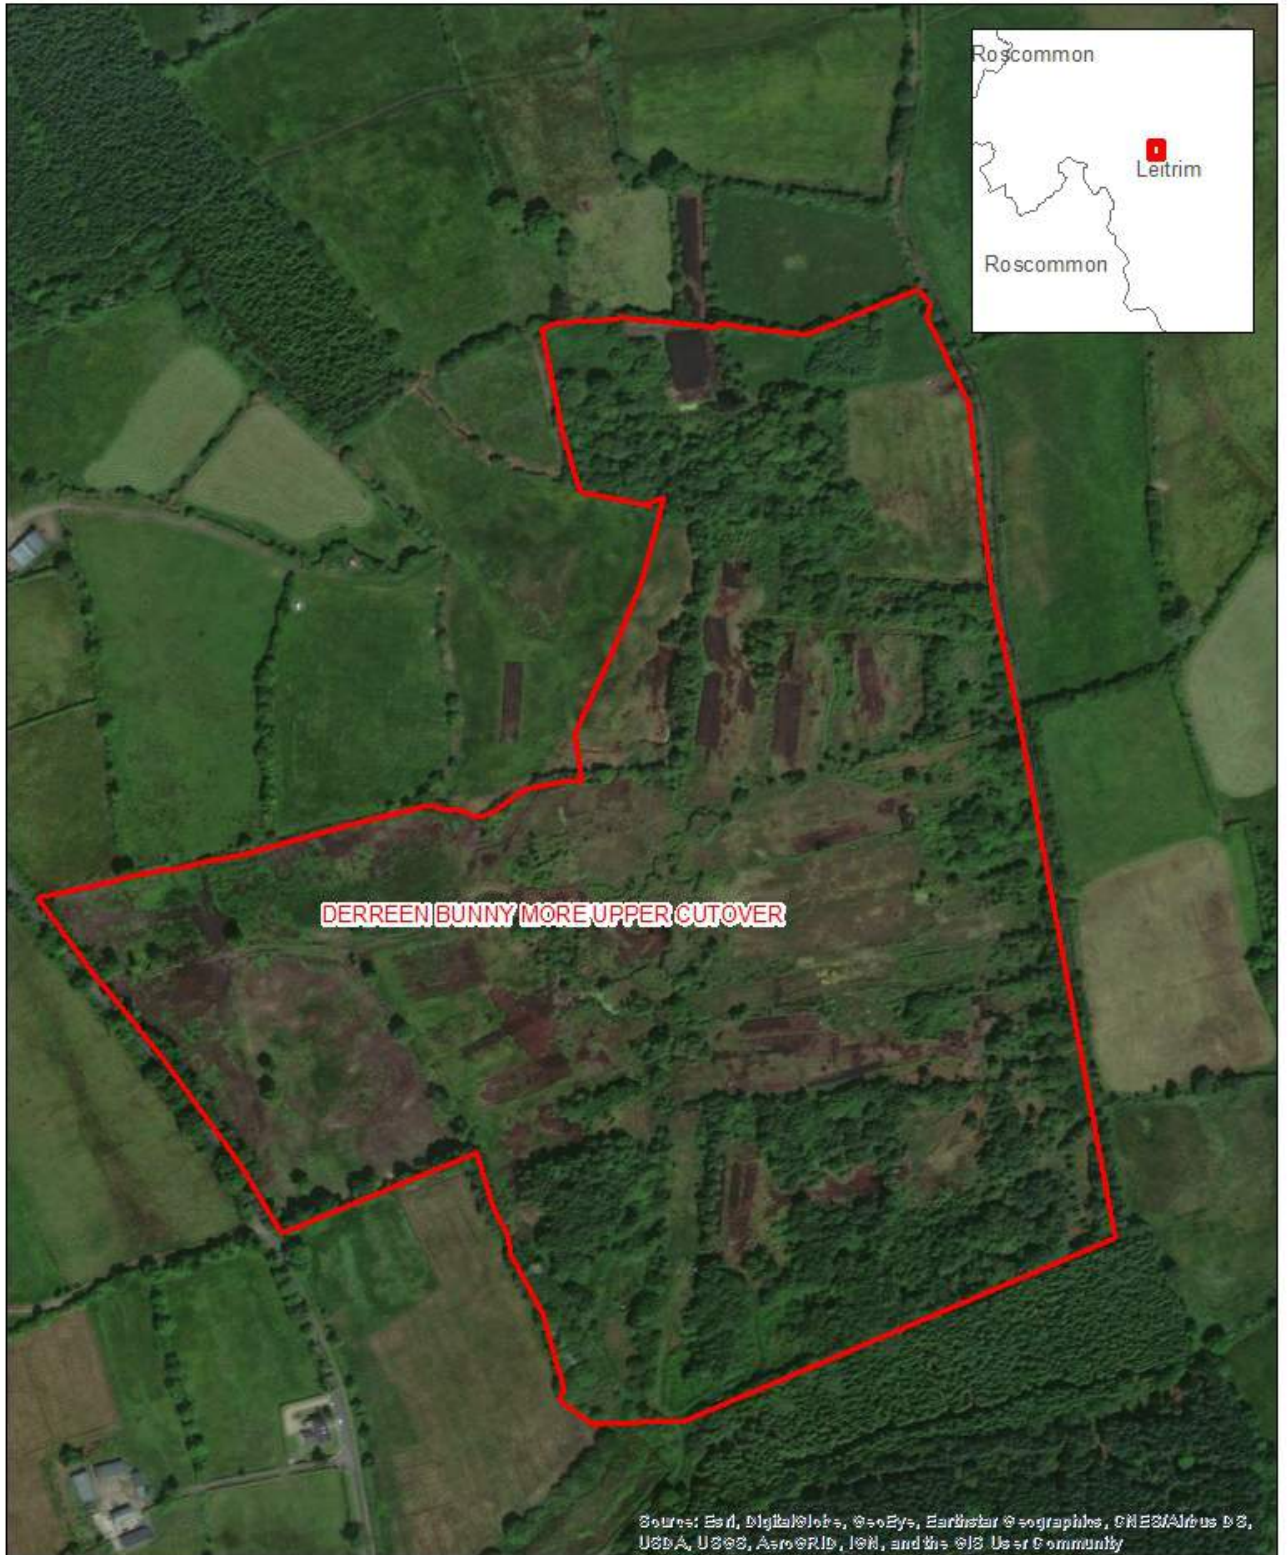 Roscommon
Leitrim
Roscommon
DERREEN BUNNY MORE UPPER CUTOVER
Source: Esri, DigitalGlobe, GeoEye, Earthstar Geographics, CNES/Airbus DS,
USDA, USGS, AeroGRID, IGN, and the GIS User Community